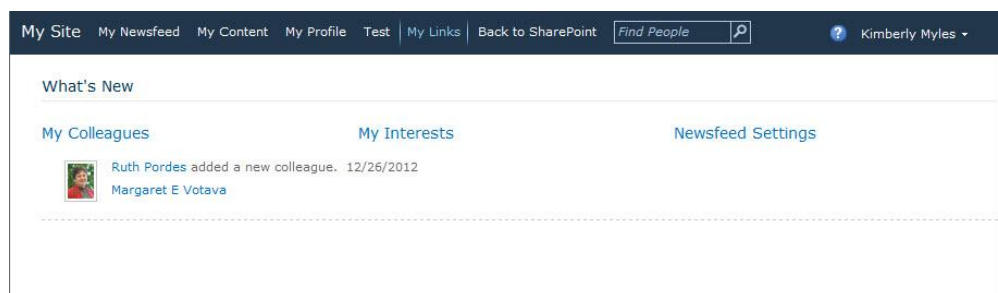 My Site My Newsfeed My Content My Profile Test My Links Back to SharePoint Find People ? Kimberly Myles
What's New
My Colleagues My Interests Newsfeed Settings
Ruth Pordes added a new colleague. 12/26/2012
Margaret E Votava